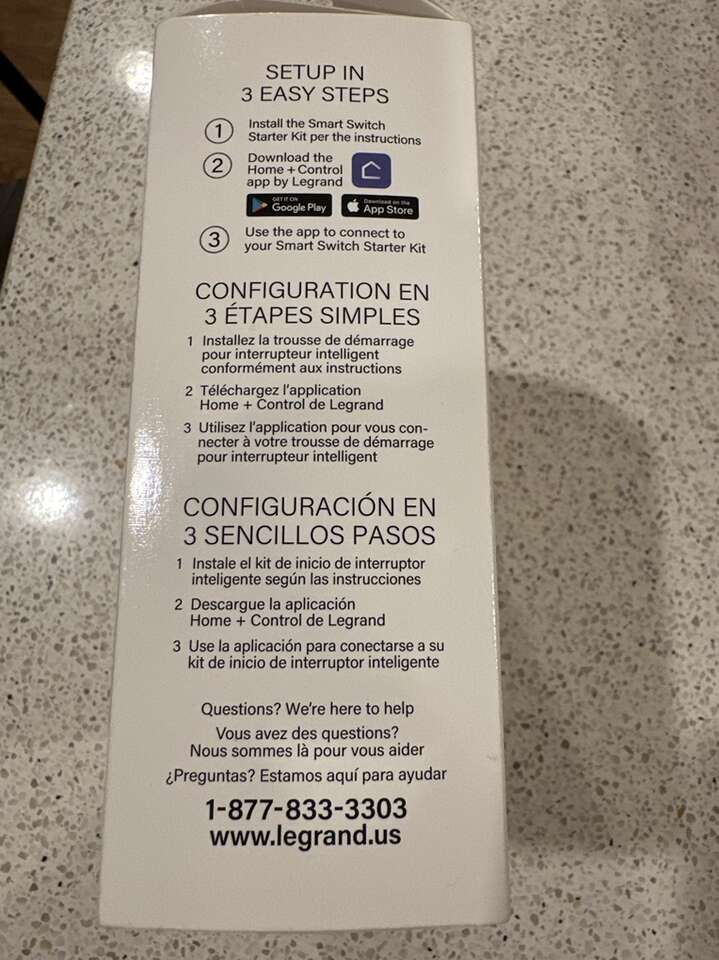 SETUP IN
3 EASY STEPS
1 Install the Smart Switch
Starter Kit per the instructions
2 Download the
Home + Control
app by Legrand
GET IT ON
Google Play
Download on the
App Store
3 Use the app to connect to
your Smart Switch Starter Kit
CONFIGURATION EN
3 ÉTAPES SIMPLES
1 Installez la trousse de démarrage
pour interrupteur intelligent
conformément aux instructions
2 Téléchargez l'application
Home + Control de Legrand
3 Utilisez l'application pour vous con-
necter à votre trousse de démarrage
pour interrupteur intelligent
CONFIGURACIÓN EN
3 SENCILLOS PASOS
1 Instale el kit de inicio de interruptor
inteligente según las instrucciones
2 Descargue la aplicación
Home + Control de Legrand
3 Use la aplicación para conectarse a su
kit de inicio de interruptor inteligente
Questions? We're here to help
Vous avez des questions?
Nous sommes là pour vous aider
¿Preguntas? Estamos aquí para ayudar
1-877-833-3303
www.legrand.us